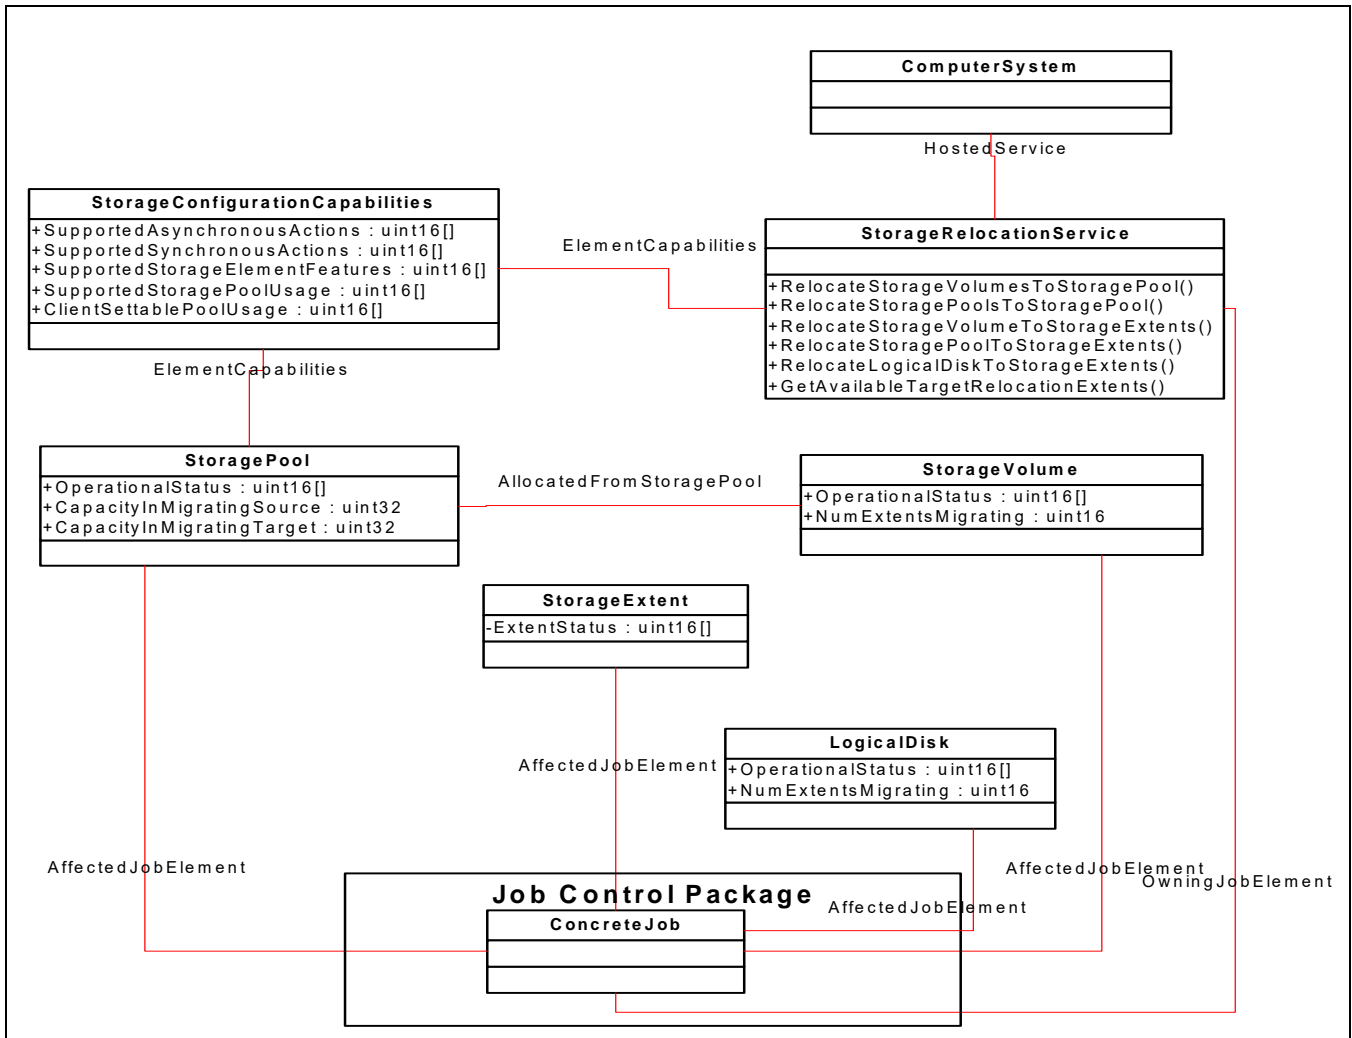 ComputerSystem
HostedService
StorageConfigurationCapabilities
+SupportedAsynchronousActions : uint16[]
+SupportedSynchronousActions : uint16[]
+SupportedStorageElementFeatures : uint16[]
+SupportedStoragePoolUsage : uint16[]
+ClientSettablePoolUsage : uint16[]
ElementCapabilities
StorageRelocationService
+RelocateStorageVolumesToStoragePool()
+RelocateStoragePoolsToStoragePool()
+RelocateStorageVolumeToStorageExtents()
+RelocateStoragePoolToStorageExtents()
+RelocateLogicalDiskToStorageExtents()
+GetAvailableTargetRelocationExtents()
ElementCapabilities
StoragePool
+OperationalStatus : uint16[]
+CapacityInMigratingSource : uint32
+CapacityInMigratingTarget : uint32
AllocatedFromStoragePool
StorageVolume
+OperationalStatus : uint16[]
+NumExtentsMigrating : uint16
StorageExtent
-ExtentStatus : uint16[]
LogicalDisk
+OperationalStatus : uint16[]
+NumExtentsMigrating : uint16
AffectedJobElement
AffectedJobElement
AffectedJobElement
OwningJobElement
Job Control Package
AffectedJobElement
ConcreteJob